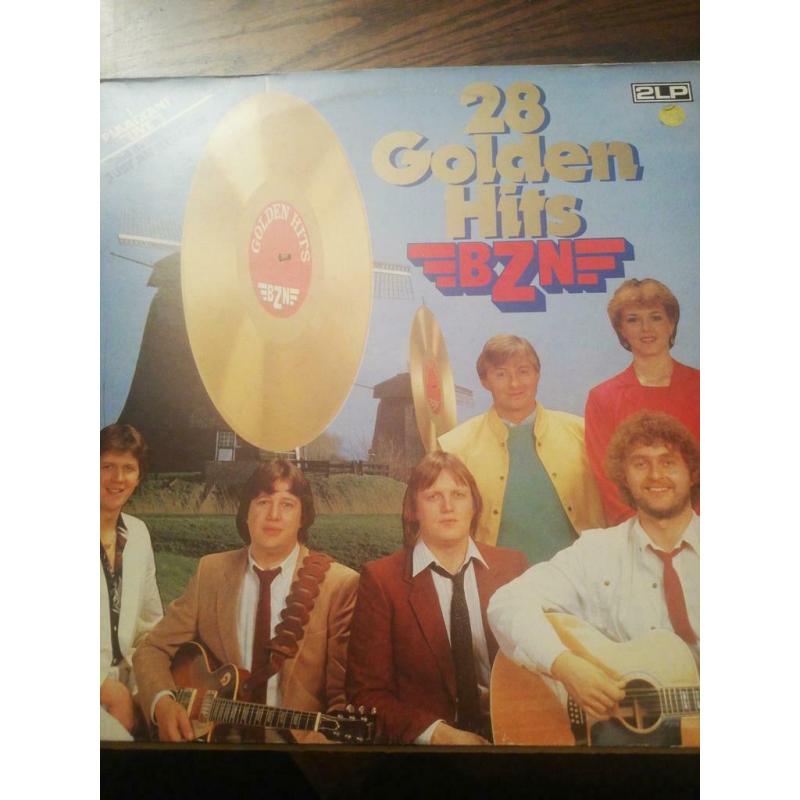 2LP
28
Golden
Hits
BZN
GOLDEN HITS
BZN